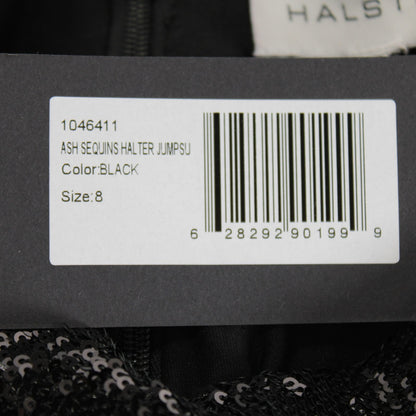 HALST
1046411
ASH SEQUINS HALTER JUMPSU
Color:BLACK
Size:8
6 28292 90199 9